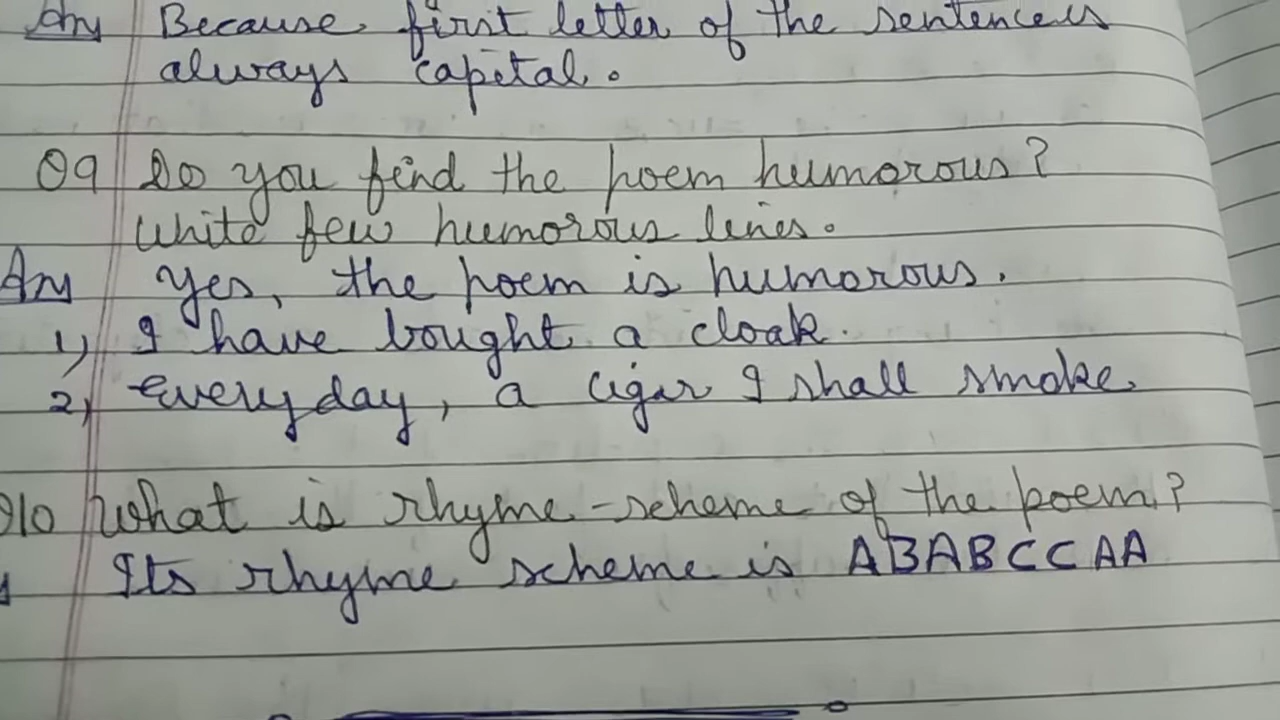 Ans Because first letter of the sentence is
always capital.
Q9 Do you find the poem humorous?
Write few humorous lines.
Ans Yes, the poem is humorous.
1) I have bought a cloak.
2) Everyday, a cigar I shall smoke.
Q10 What is rhyme-scheme of the poem?
Its rhyme scheme is ABABCCAA